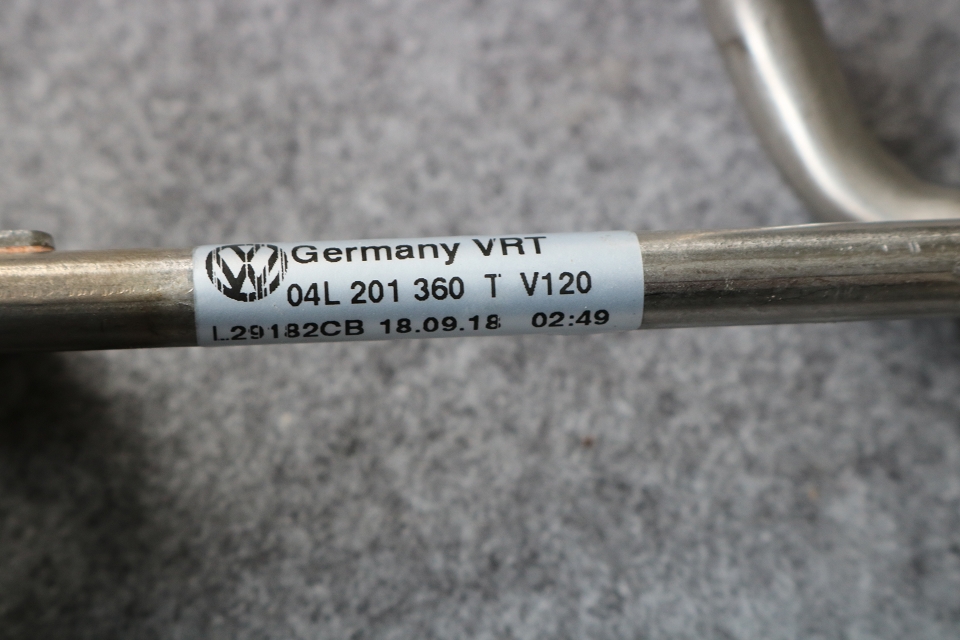 Germany VRT
04L 201 360 T V120
L29182CB 18.09.18 02:49